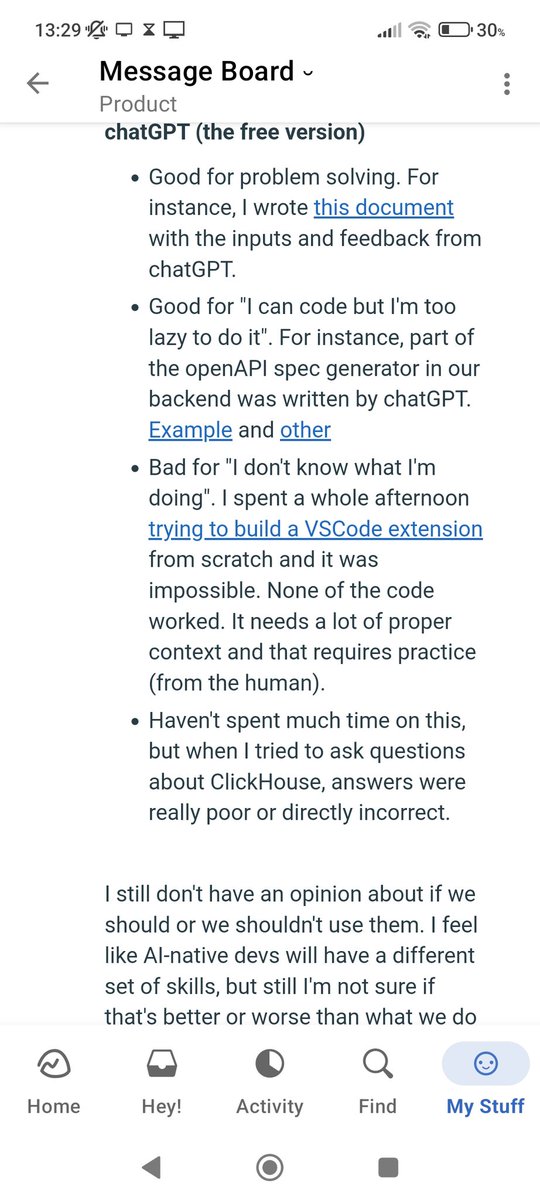 13:29 30%
Message Board
Product
chatGPT (the free version)
• Good for problem solving. For
instance, I wrote this document
with the inputs and feedback from
chatGPT.
• Good for "I can code but I'm too
lazy to do it". For instance, part of
the openAPI spec generator in our
backend was written by chatGPT.
Example and other
• Bad for "I don't know what I'm
doing". I spent a whole afternoon
trying to build a VSCode extension
from scratch and it was
impossible. None of the code
worked. It needs a lot of proper
context and that requires practice
(from the human).
• Haven't spent much time on this,
but when I tried to ask questions
about ClickHouse, answers were
really poor or directly incorrect.
I still don't have an opinion about if we
should or we shouldn't use them. I feel
like AI-native devs will have a different
set of skills, but still I'm not sure if
that's better or worse than what we do
Home Hey! Activity Find My Stuff